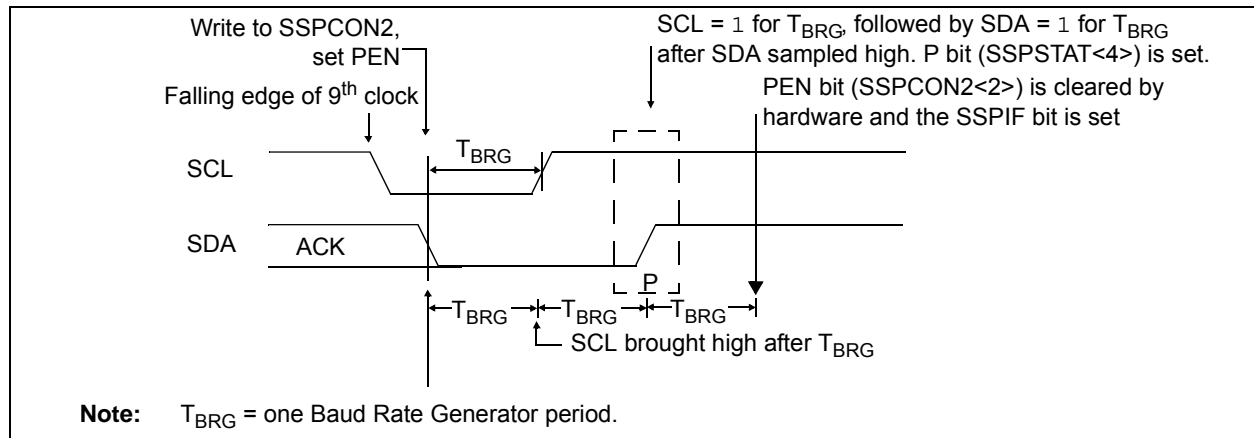 Write to SSPCON2,
set PEN
SCL = 1 for TBRG, followed by SDA = 1 for TBRG
after SDA sampled high. P bit (SSPSTAT<4>) is set.
Falling edge of 9th clock
PEN bit (SSPCON2<2>) is cleared by
hardware and the SSPIF bit is set
TBRG
SCL
SDA
ACK
P
TBRG
TBRG
TBRG
SCL brought high after TBRG
Note: TBRG = one Baud Rate Generator period.